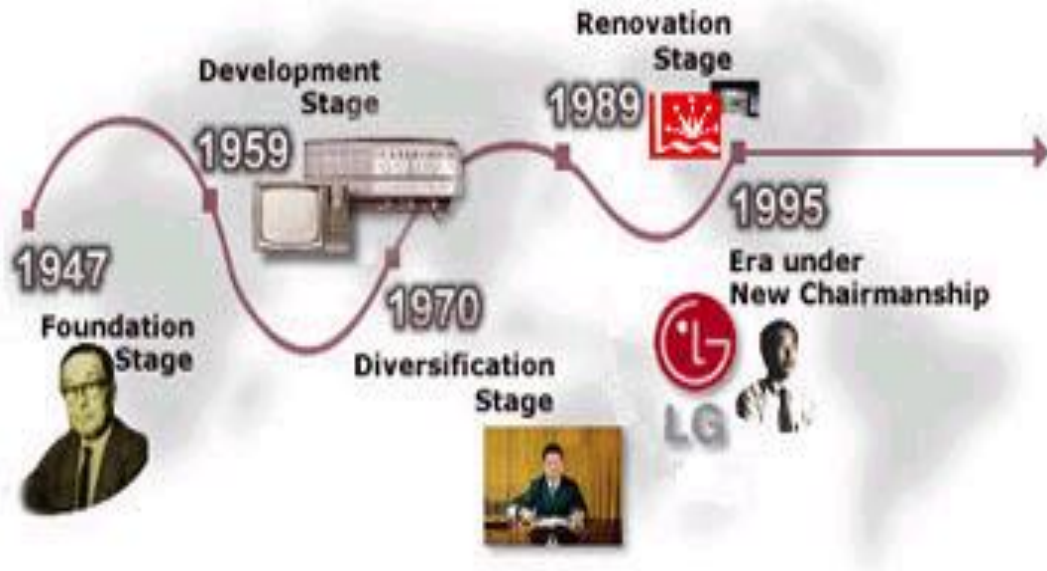 1947
Foundation
Stage
1959
Development
Stage
1970
Diversification
Stage
1989
Renovation
Stage
1995
Era under
New Chairmanship
LG